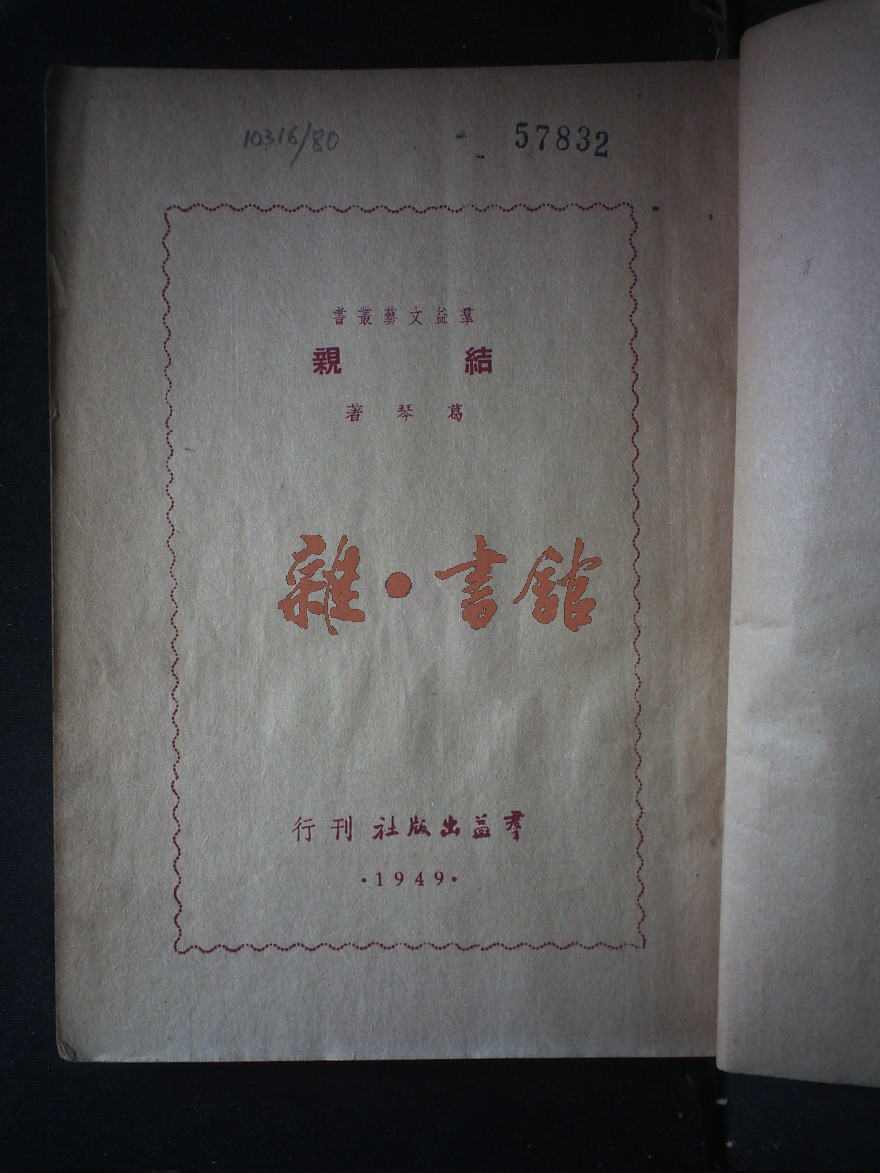 10316/80
57832
羣益文藝叢書
結親
葛琴著
雜·書館
羣益出版社刊行
·1949·